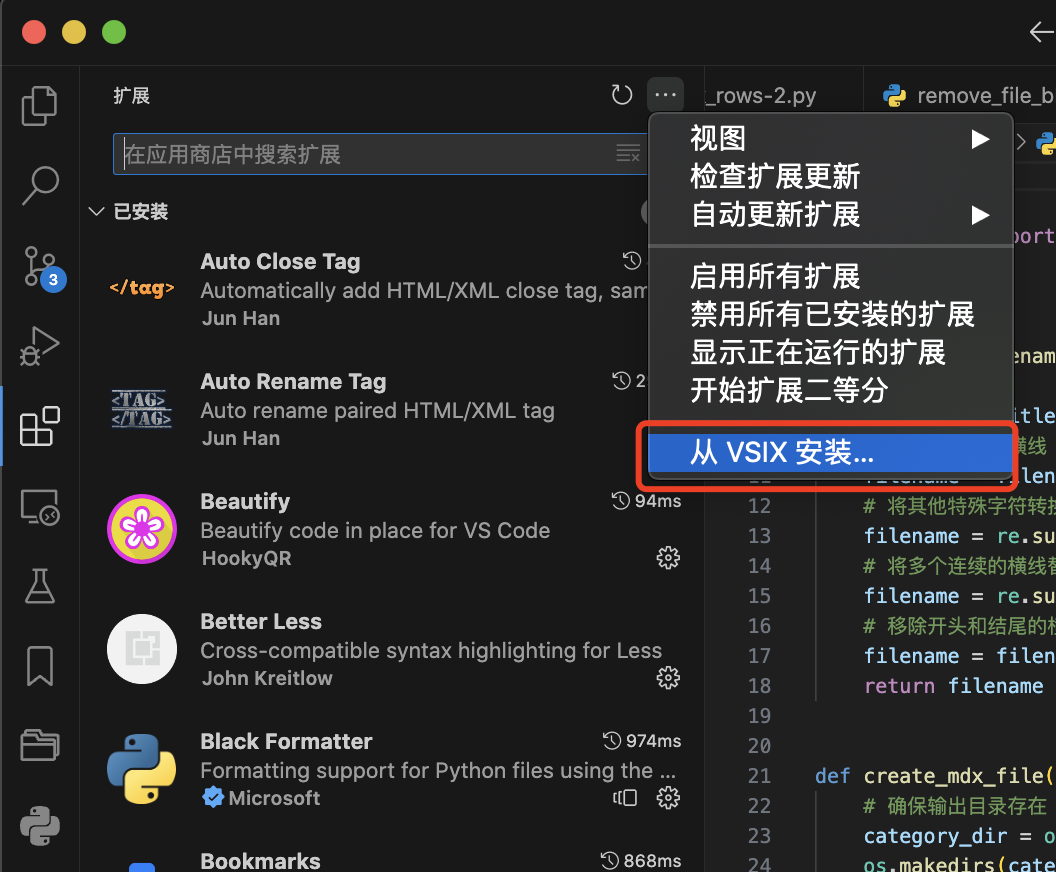 扩展
在应用商店中搜索扩展
已安装
</tag>
Auto Close Tag
Automatically add HTML/XML close tag, sam
Jun Han
<TAG>
</TAG>
Auto Rename Tag
2
Auto rename paired HTML/XML tag
Jun Han
Beautify
94ms
Beautify code in place for VS Code
HookyQR
Better Less
Cross-compatible syntax highlighting for Less
John Kreitlow
Black Formatter
974ms
Formatting support for Python files using the ...
Microsoft
Bookmarks
868ms
3
视图
检查扩展更新
自动更新扩展
启用所有扩展
禁用所有已安装的扩展
显示正在运行的扩展
开始扩展二等分
从 VSIX 安装...
_rows-2.py
remove_file_b
port
ename
itle
横线
12 # 将其他特殊字符转换
13 filename = re.su
14 # 将多个连续的横线替
15 filename = re.su
16 # 移除开头和结尾的横
17 filename = filen
18 return filename
19
20
21 def create_mdx_file(
22 # 确保输出目录存在
23 category_dir = o
24 os.makedirs(cate